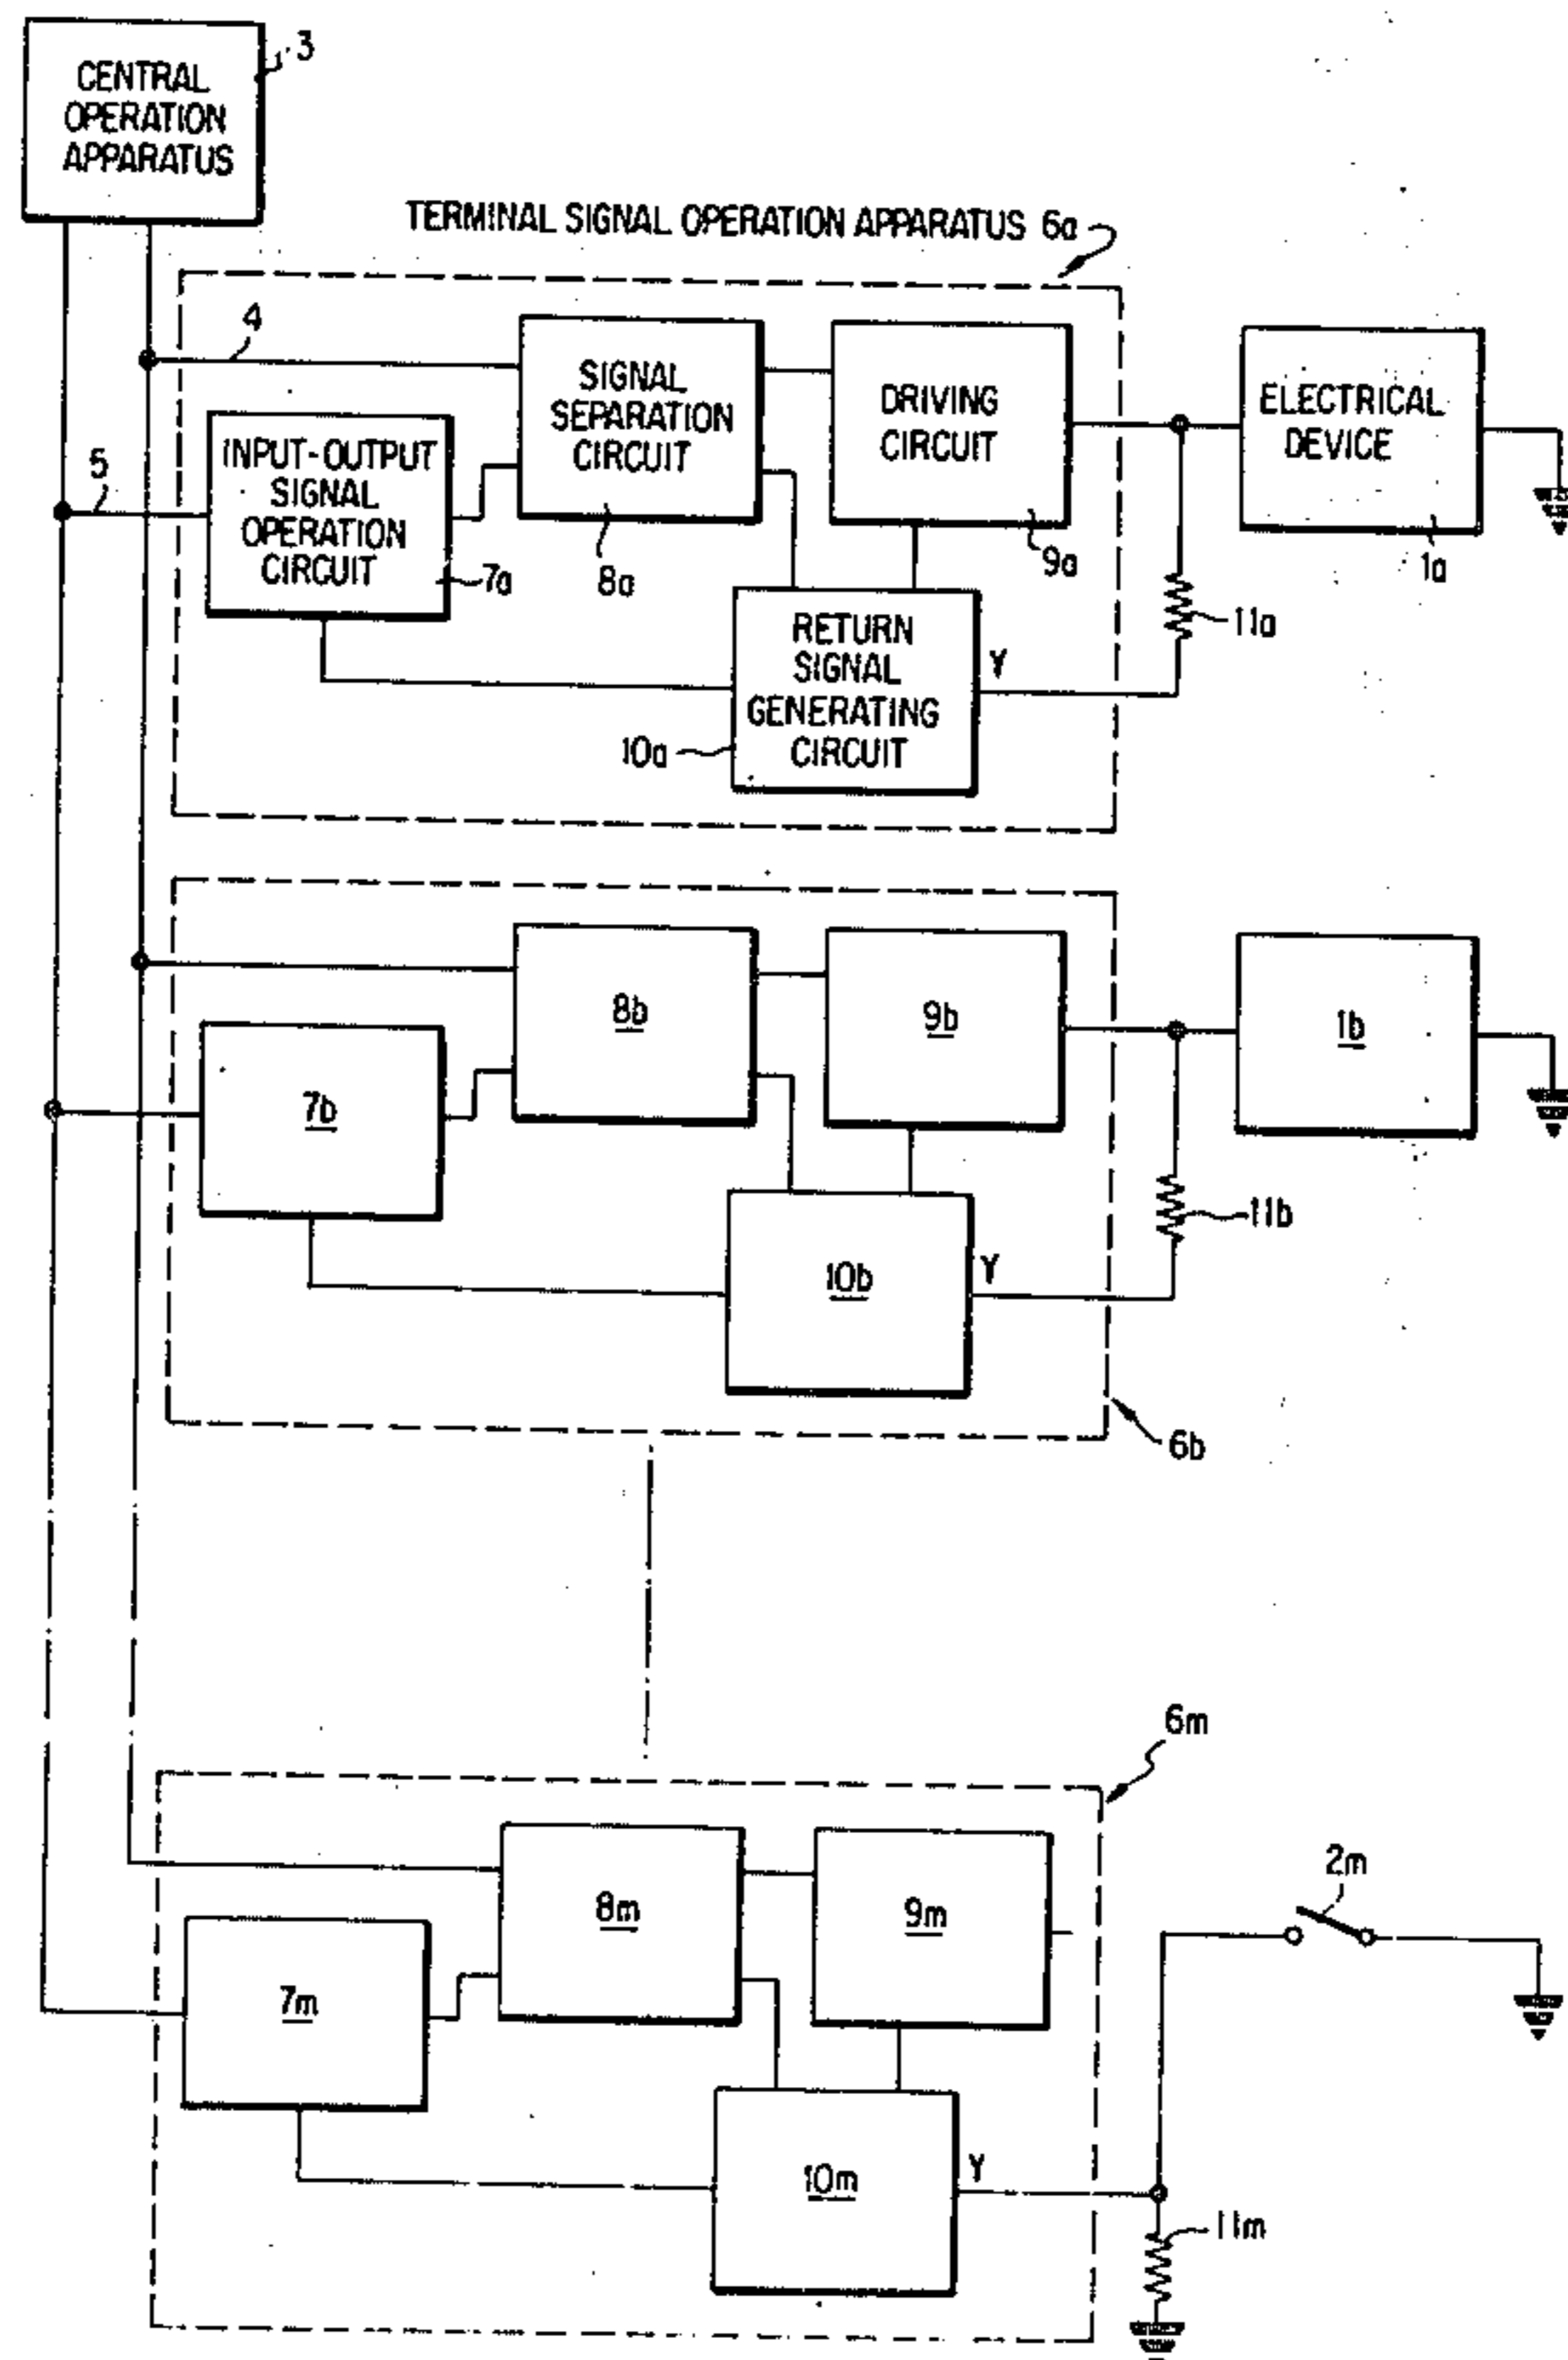 CENTRAL
OPERATION
APPARATUS
3
TERMINAL SIGNAL OPERATION APPARATUS 6a
4
5
INPUT-OUTPUT
SIGNAL
OPERATION
CIRCUIT
7a
SIGNAL
SEPARATION
CIRCUIT
8a
DRIVING
CIRCUIT
9a
ELECTRICAL
DEVICE
1a
11a
RETURN
SIGNAL
GENERATING
CIRCUIT
10a
Y
8b
9b
1b
7b
11b
10b
Y
6b
6m
8m
9m
2m
7m
10m
Y
11m